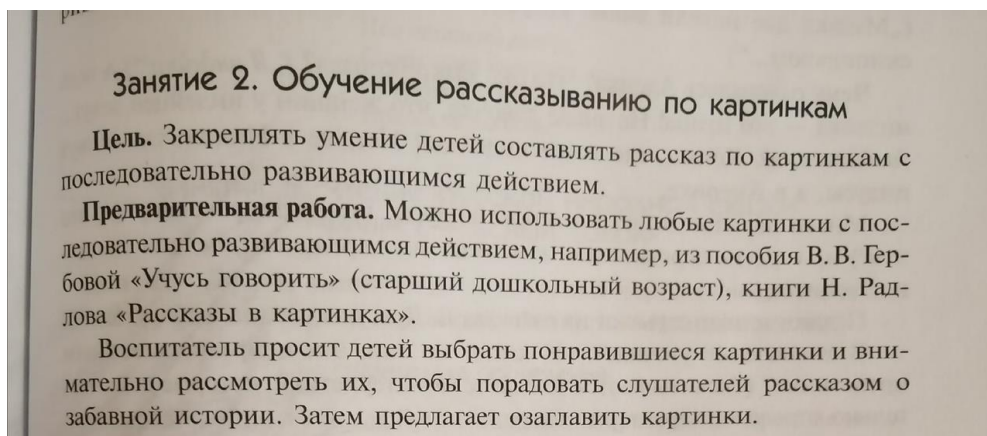 Занятие 2. Обучение рассказыванию по картинкам
Цель. Закреплять умение детей составлять рассказ по картинкам с
последовательно развивающимся действием.
Предварительная работа. Можно использовать любые картинки с пос-
ледовательно развивающимся действием, например, из пособия В. В. Гер-
бовой «Учусь говорить» (старший дошкольный возраст), книги Н. Рад-
лова «Рассказы в картинках».
Воспитатель просит детей выбрать понравившиеся картинки и вни-
мательно рассмотреть их, чтобы порадовать слушателей рассказом о
забавной истории. Затем предлагает озаглавить картинки.